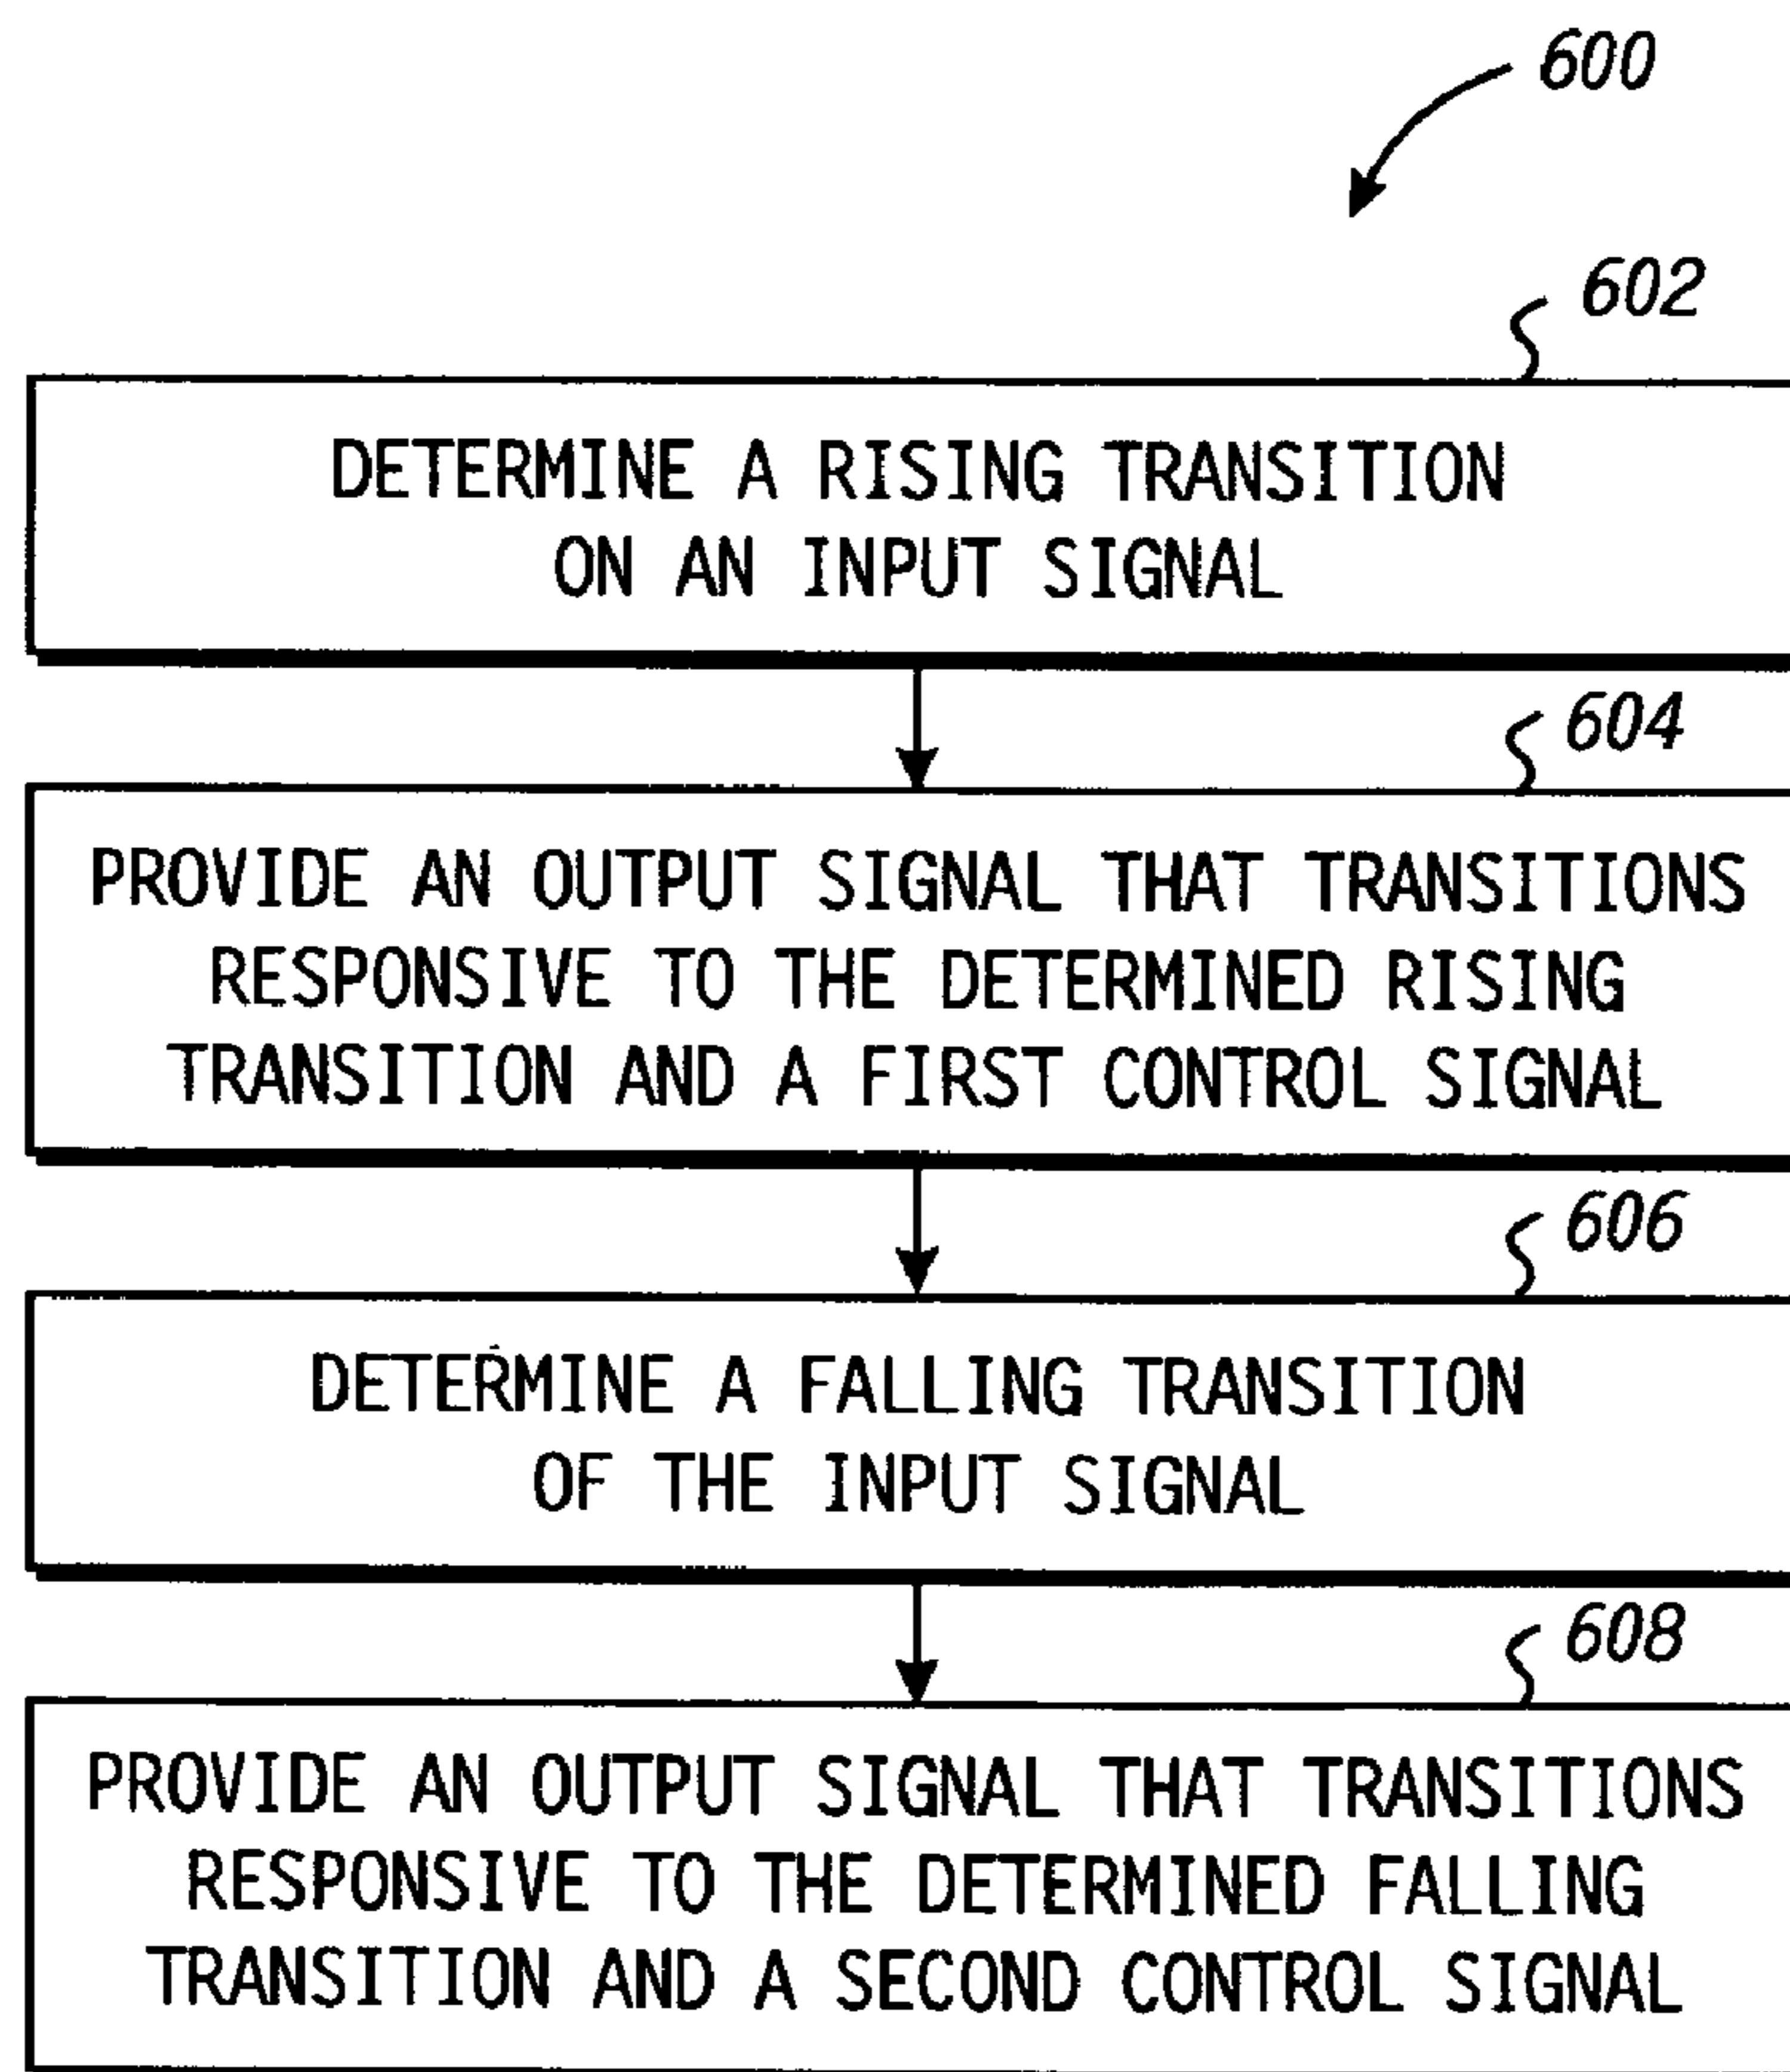 600
602
DETERMINE A RISING TRANSITION
ON AN INPUT SIGNAL
604
PROVIDE AN OUTPUT SIGNAL THAT TRANSITIONS
RESPONSIVE TO THE DETERMINED RISING
TRANSITION AND A FIRST CONTROL SIGNAL
606
DETERMINE A FALLING TRANSITION
OF THE INPUT SIGNAL
608
PROVIDE AN OUTPUT SIGNAL THAT TRANSITIONS
RESPONSIVE TO THE DETERMINED FALLING
TRANSITION AND A SECOND CONTROL SIGNAL